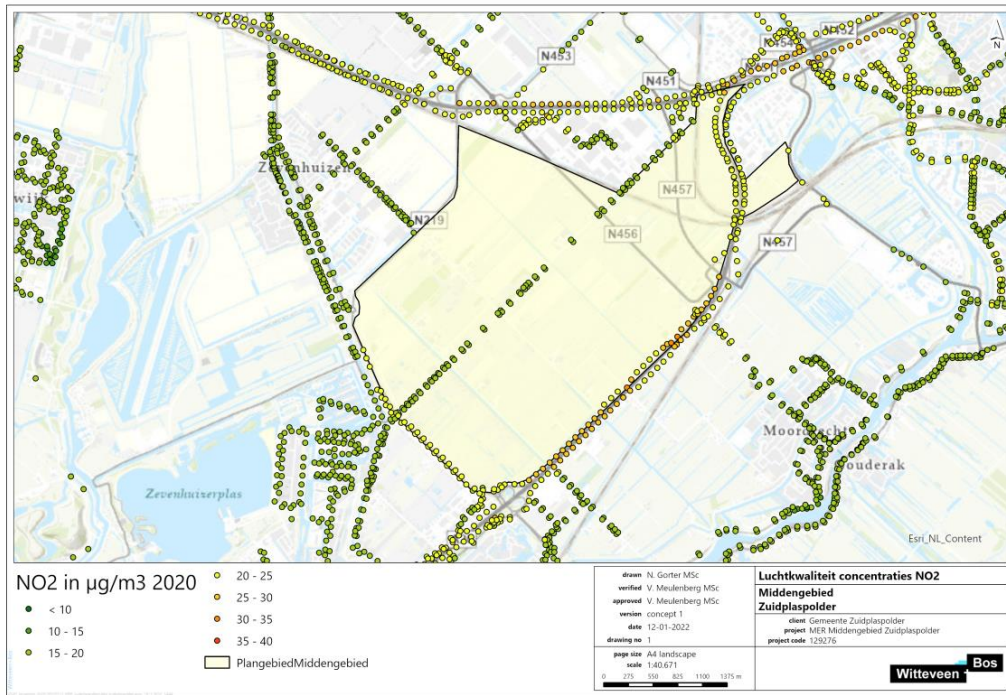 N453
N432
N454
N451
Zevenhuizen
N457
N219
N456
N457
Moordrecht
ouderak
Zevenhuizerplas
Esri_NL_Content
NO2 in µg/m3 2020
< 10
10 - 15
15 - 20
20 - 25
25 - 30
30 - 35
35 - 40
PlangebiedMiddengebied
drawn N. Gorter MSc
verified V. Meulenberg MSc
approved V. Meulenberg MSc
version concept 1
date 12-01-2022
drawing no 1
page size A4 landscape
scale 1:40.671
0 275 550 825 1100 1375 m
Luchtkwaliteit concentraties NO2
Middengebied
Zuidplaspolder
client Gemeente Zuidplaspolder
project MER Middengebied Zuidplaspolder
project code 129276
Witteveen + Bos
N